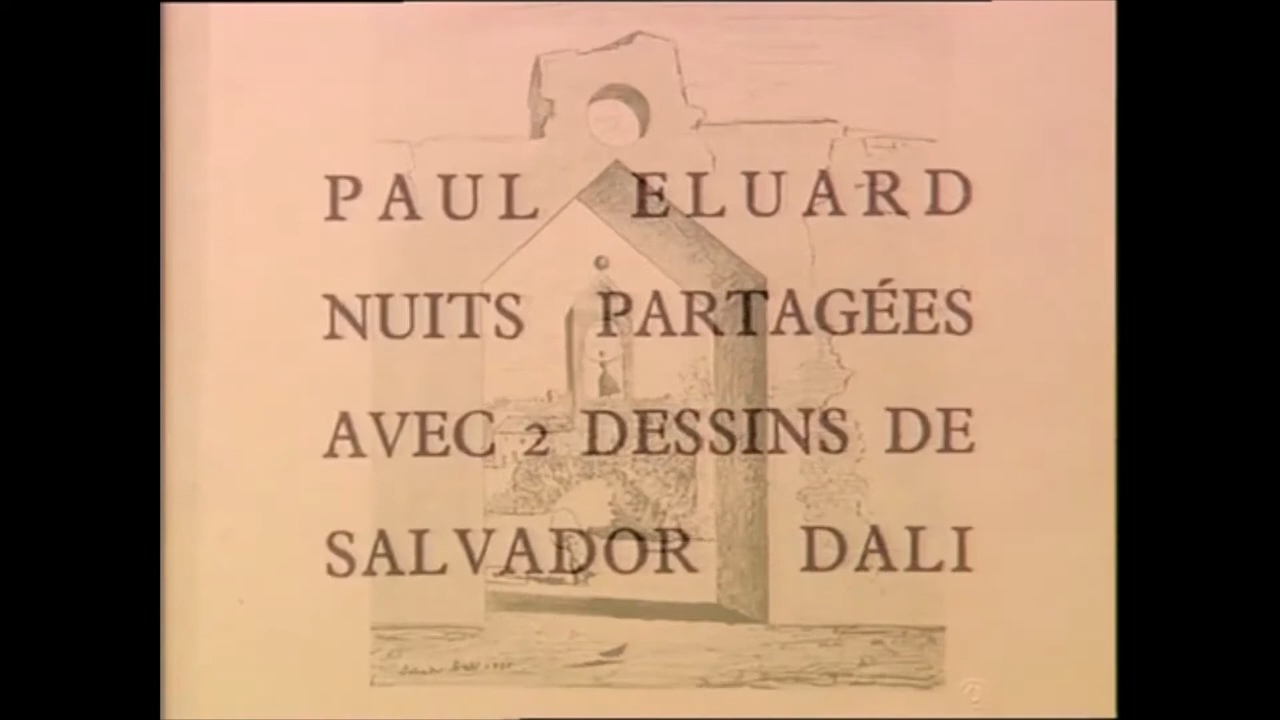 PAUL ELUARD
NUITS PARTAGÉES
AVEC 2 DESSINS DE
SALVADOR DALI